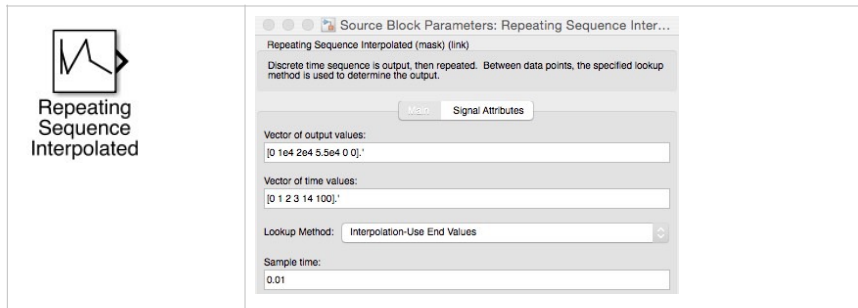 Repeating
Sequence
Interpolated
Source Block Parameters: Repeating Sequence Inter...
Repeating Sequence Interpolated (mask) (link)
Discrete time sequence is output, then repeated. Between data points, the specified lookup
method is used to determine the output.
Main Signal Attributes
Vector of output values:
[0 1e4 2e4 5.5e4 0 0].'
Vector of time values:
[0 1 2 3 14 100].'
Lookup Method: Interpolation-Use End Values
Sample time:
0.01